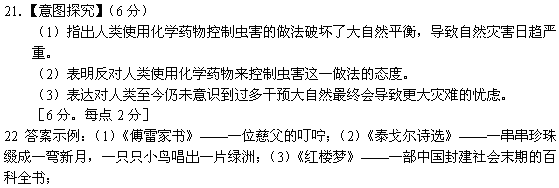 21.【意图探究】（6 分）
（1）指出人类使用化学药物控制虫害的做法破坏了大自然平衡，导致自然灾害日趋严
重。
（2）表明反对人类使用化学药物来控制虫害这一做法的态度。
（3）表达对人类至今仍未意识到过多干预大自然最终会导致更大灾难的忧虑。
［6 分。每点 2 分］
22 答案示例：（1）《傅雷家书》——一位慈父的叮咛；（2）《泰戈尔诗选》——一串串珍珠
缀成一弯新月，一只只小鸟唱出一片绿洲；（3）《红楼梦》——一部中国封建社会末期的百
科全书；